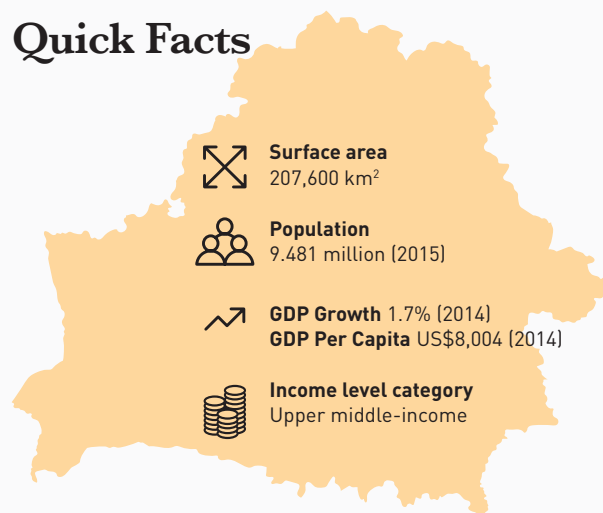 Quick Facts
Surface area
207,600 km²
Population
9.481 million (2015)
GDP Growth 1.7% (2014)
GDP Per Capita US$8,004 (2014)
Income level category
Upper middle-income